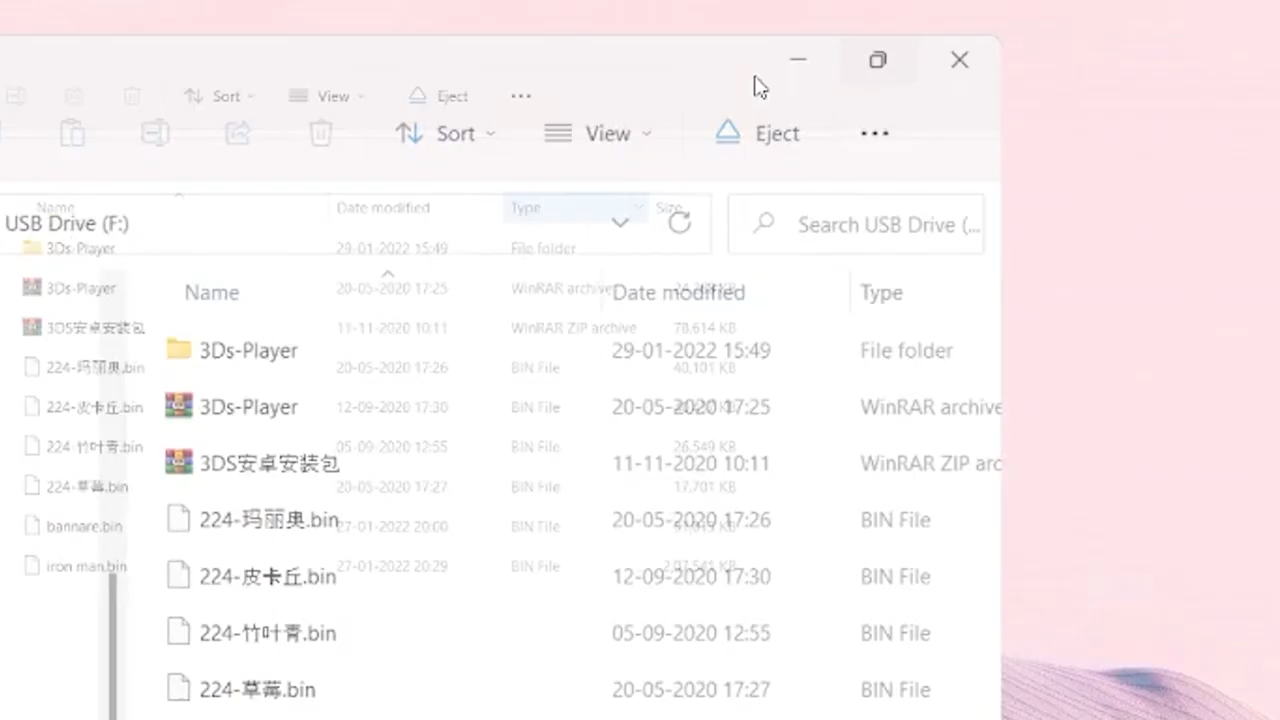 Sort View Eject ...
Sort View Eject ...
Name Date modified Type Size
USB Drive (F:) Search USB Drive (...
3Ds-Player 29-01-2022 15:49 File folder
Name Date modified Type
3Ds-Player 20-05-2020 17:25 WinRAR archive
3DS安卓安装包 11-11-2020 10:11 WinRAR ZIP archive 78,614 KB
3Ds-Player 29-01-2022 15:49 File folder
224-玛丽奥.bin 20-05-2020 17:26 BIN File 40,101 KB
3Ds-Player 20-05-2020 17:25 WinRAR archive
224-皮卡丘.bin 12-09-2020 17:30 BIN File
224-竹叶青.bin 05-09-2020 12:55 BIN File 26,549 KB
3DS安卓安装包 11-11-2020 10:11 WinRAR ZIP arc
224-草莓.bin 20-05-2020 17:27 BIN File 17,701 KB
224-玛丽奥.bin 20-05-2020 17:26 BIN File
bannare.bin 27-01-2022 20:00 BIN File
iron man.bin 27-01-2022 20:29 BIN File
224-皮卡丘.bin 12-09-2020 17:30 BIN File
224-竹叶青.bin 05-09-2020 12:55 BIN File
224-草莓.bin 20-05-2020 17:27 BIN File